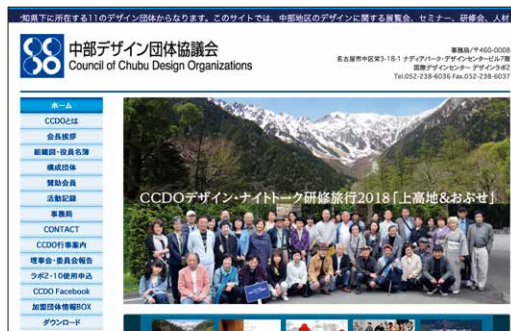 知県下に所在する11のデザイン団体からなります。このサイトでは、中部地区のデザインに関する展覧会、セミナー、研修会、人材
中部デザイン団体協議会
Council of Chubu Design Organizations
事務局/〒460-0008
名古屋市中区栄3-18-1 ナディアパーク・デザインセンタービル7階
国際デザインセンター デザインラボ2
Tel.052-238-6036 Fax.052-238-6037
ホーム
CCDOとは
会長挨拶
組織図・役員名簿
構成団体
賛助会員
活動記録
事務局
CONTACT
CCDO行事案内
理事会・委員会報告
ラボ2・10使用申込
CCDO Facebook
加盟団体情報BOX
ダウンロード
CCDOデザイン・ナイトトーク研修旅行2018「上高地&おぶせ」